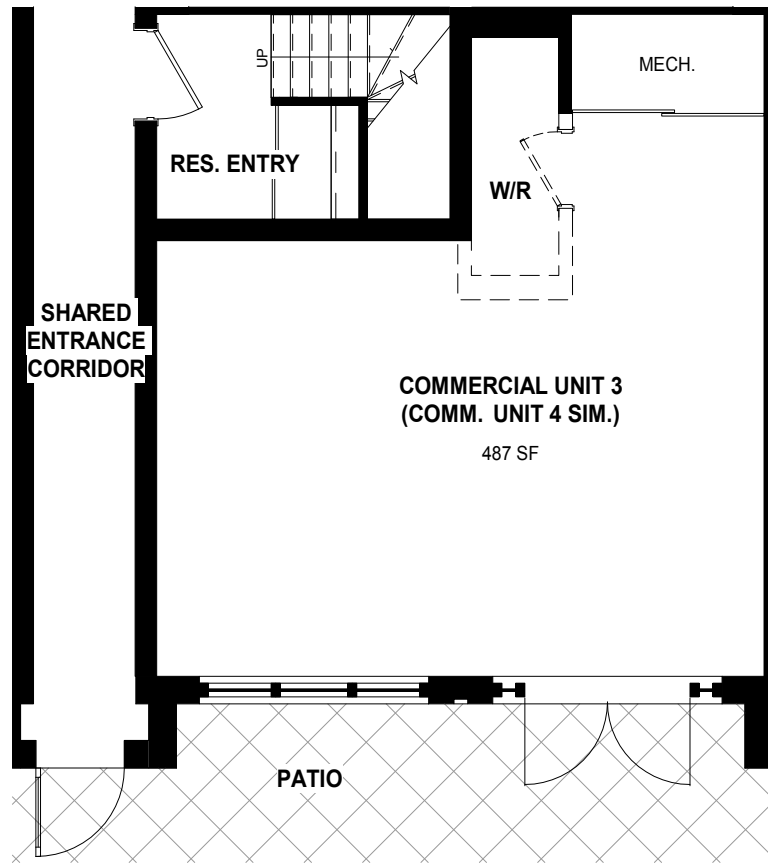 UP
MECH.
RES. ENTRY
W/R
SHARED
ENTRANCE
CORRIDOR
COMMERCIAL UNIT 3
(COMM. UNIT 4 SIM.)
487 SF
PATIO